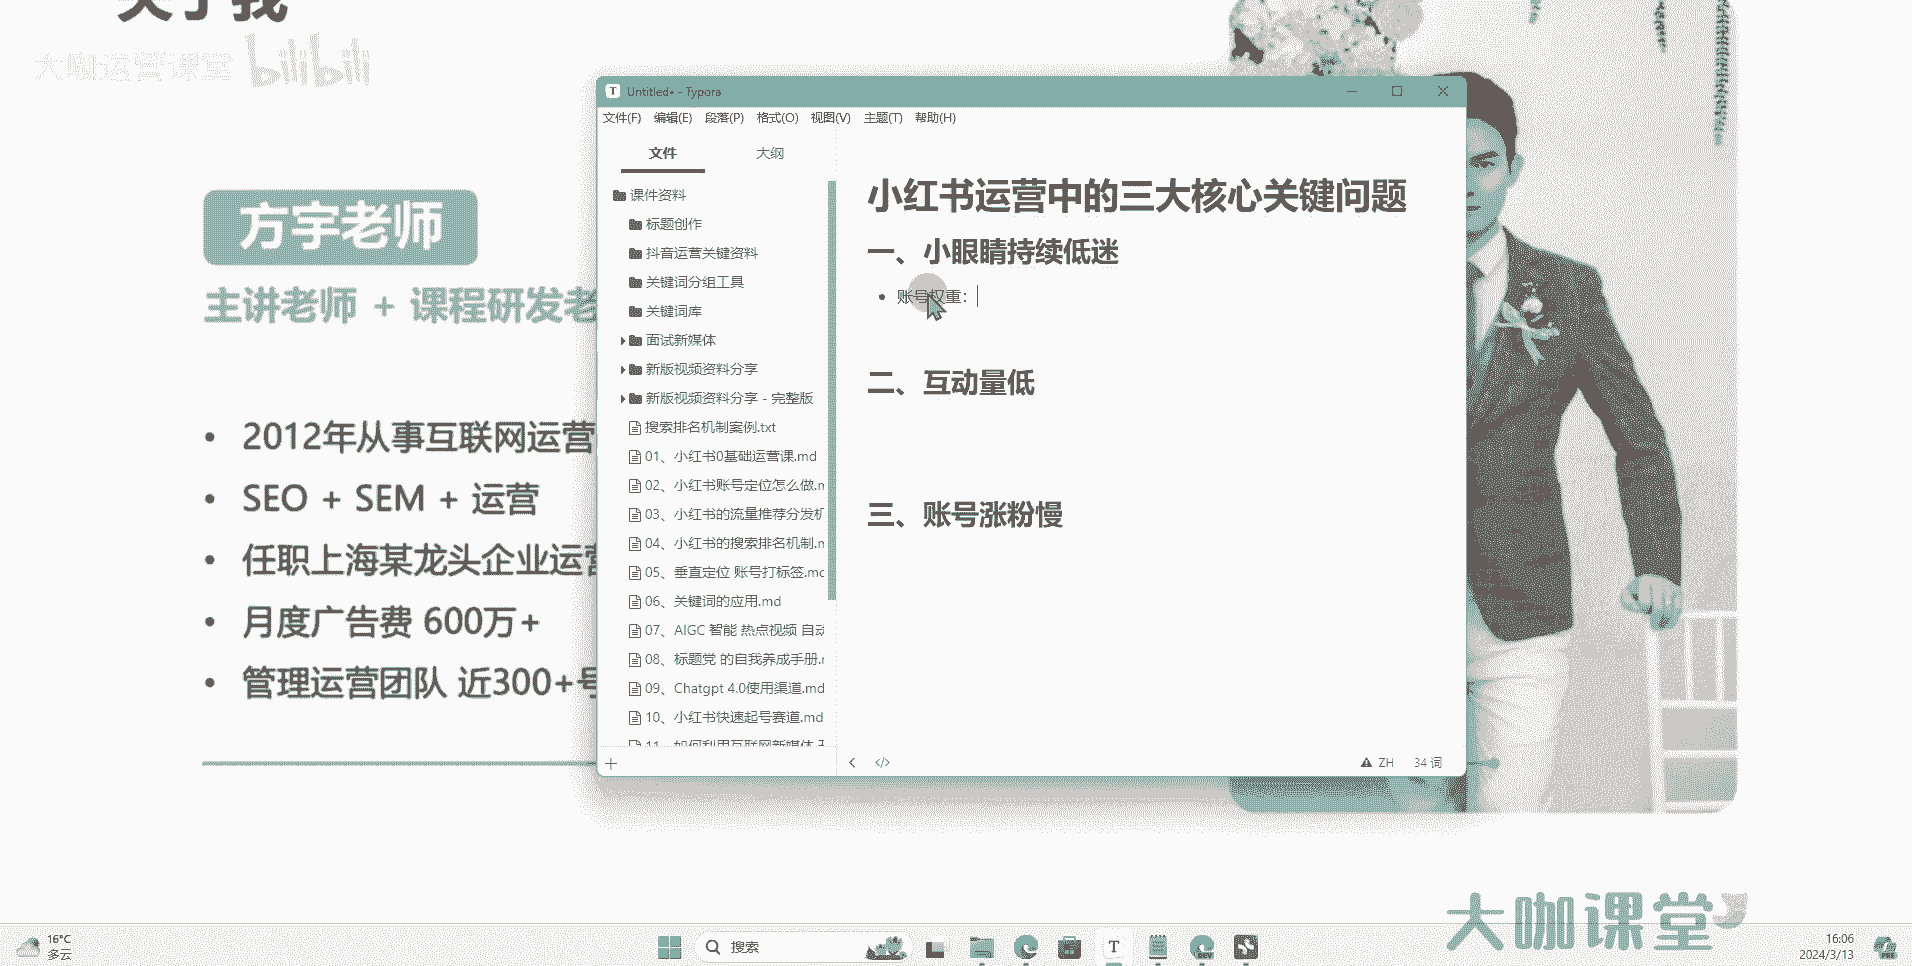 关于我
大咖运营课堂 bilibili
方宇老师
主讲老师 + 课程研发老
• 2012年从事互联网运营
• SEO + SEM + 运营
• 任职上海某龙头企业运营
• 月度广告费 600万+
• 管理运营团队 近300+号
Untitled• - Typora
文件(F) 编辑(E) 段落(P) 格式(O) 视图(V) 主题(T) 帮助(H)
文件 大纲
课件资料
标题创作
抖音运营关键资料
关键词分组工具
关键词库
面试新媒体
新版视频资料分享
新版视频资料分享 - 完整版
搜索排名机制案例.txt
01、小红书0基础运营课.md
02、小红书账号定位怎么做.m
03、小红书的流量推荐分发机
04、小红书的搜索排名机制.m
05、垂直定位 账号打标签.mc
06、关键词的应用.md
07、AIGC 智能 热点视频 自动
08、标题党 的自我养成手册.r
09、Chatgpt 4.0使用渠道.md
10、小红书快速起号赛道.md
11、如何利用互联网新媒体
小红书运营中的三大核心关键问题
一、小眼睛持续低迷
• 账号权重：
二、互动量低
三、账号涨粉慢
ZH 34 词
大咖课堂
16°C
多云
搜索
16:06
2024/3/13